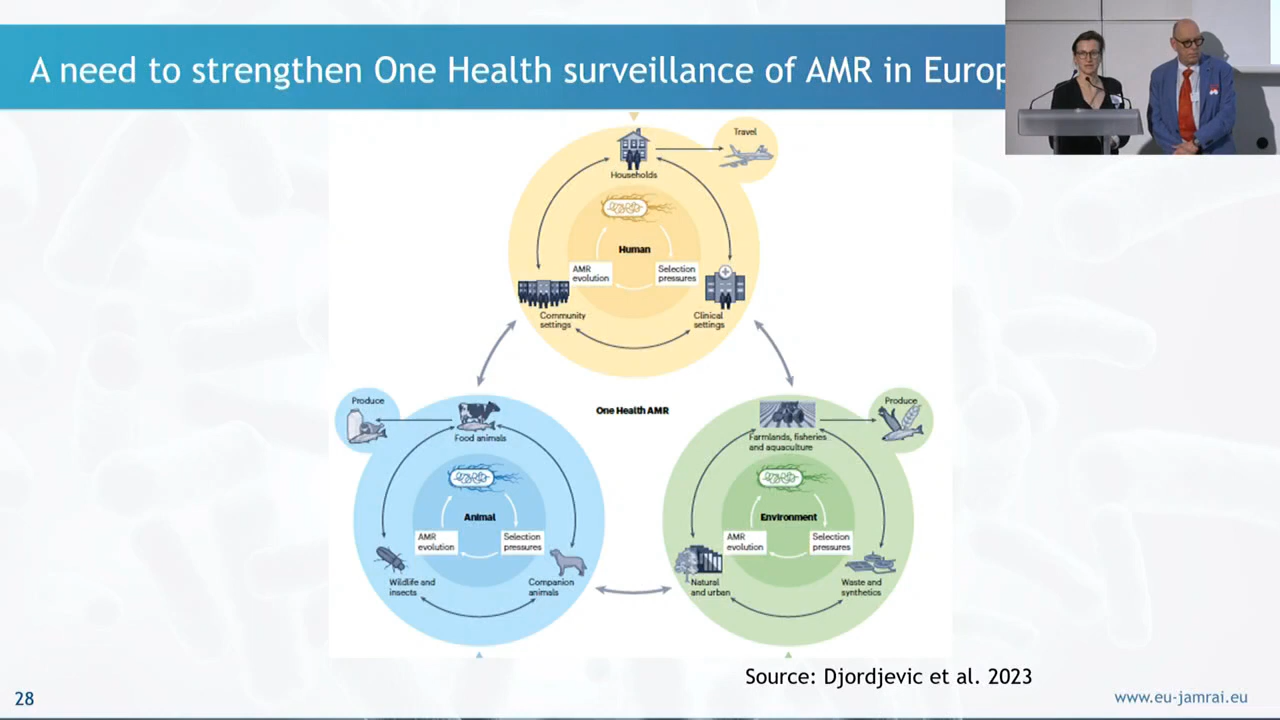 A need to strengthen One Health surveillance of AMR in Europ
Travel
Households
Human
AMR
evolution
Selection
pressures
Community
settings
Clinical
settings
One Health AMR
Produce
Food animals
Animal
AMR
evolution
Selection
pressures
Wildlife and
insects
Companion
animals
Produce
Farmlands, fisheries
and aquaculture
Environment
AMR
evolution
Selection
pressures
Natural
and urban
Waste and
synthetics
Source: Djordjevic et al. 2023
28
www.eu-jamrai.eu